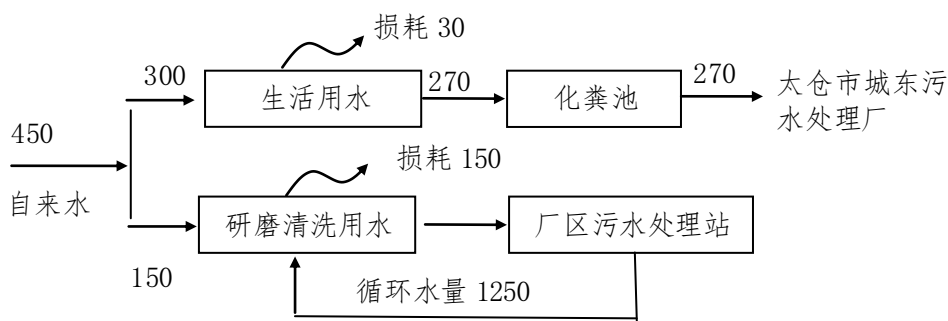 损耗 30
300
生活用水
270
化粪池
270
太仓市城东污
水处理厂
450
自来水
损耗 150
研磨清洗用水
厂区污水处理站
150
循环水量 1250